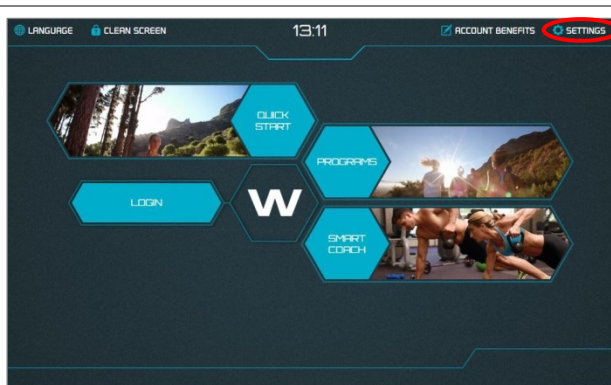 LANGUAGE CLEAN SCREEN 13:11 ACCOUNT BENEFITS SETTINGS
QUICK
START
PROGRAMS
LOGIN
W
SMART
COACH